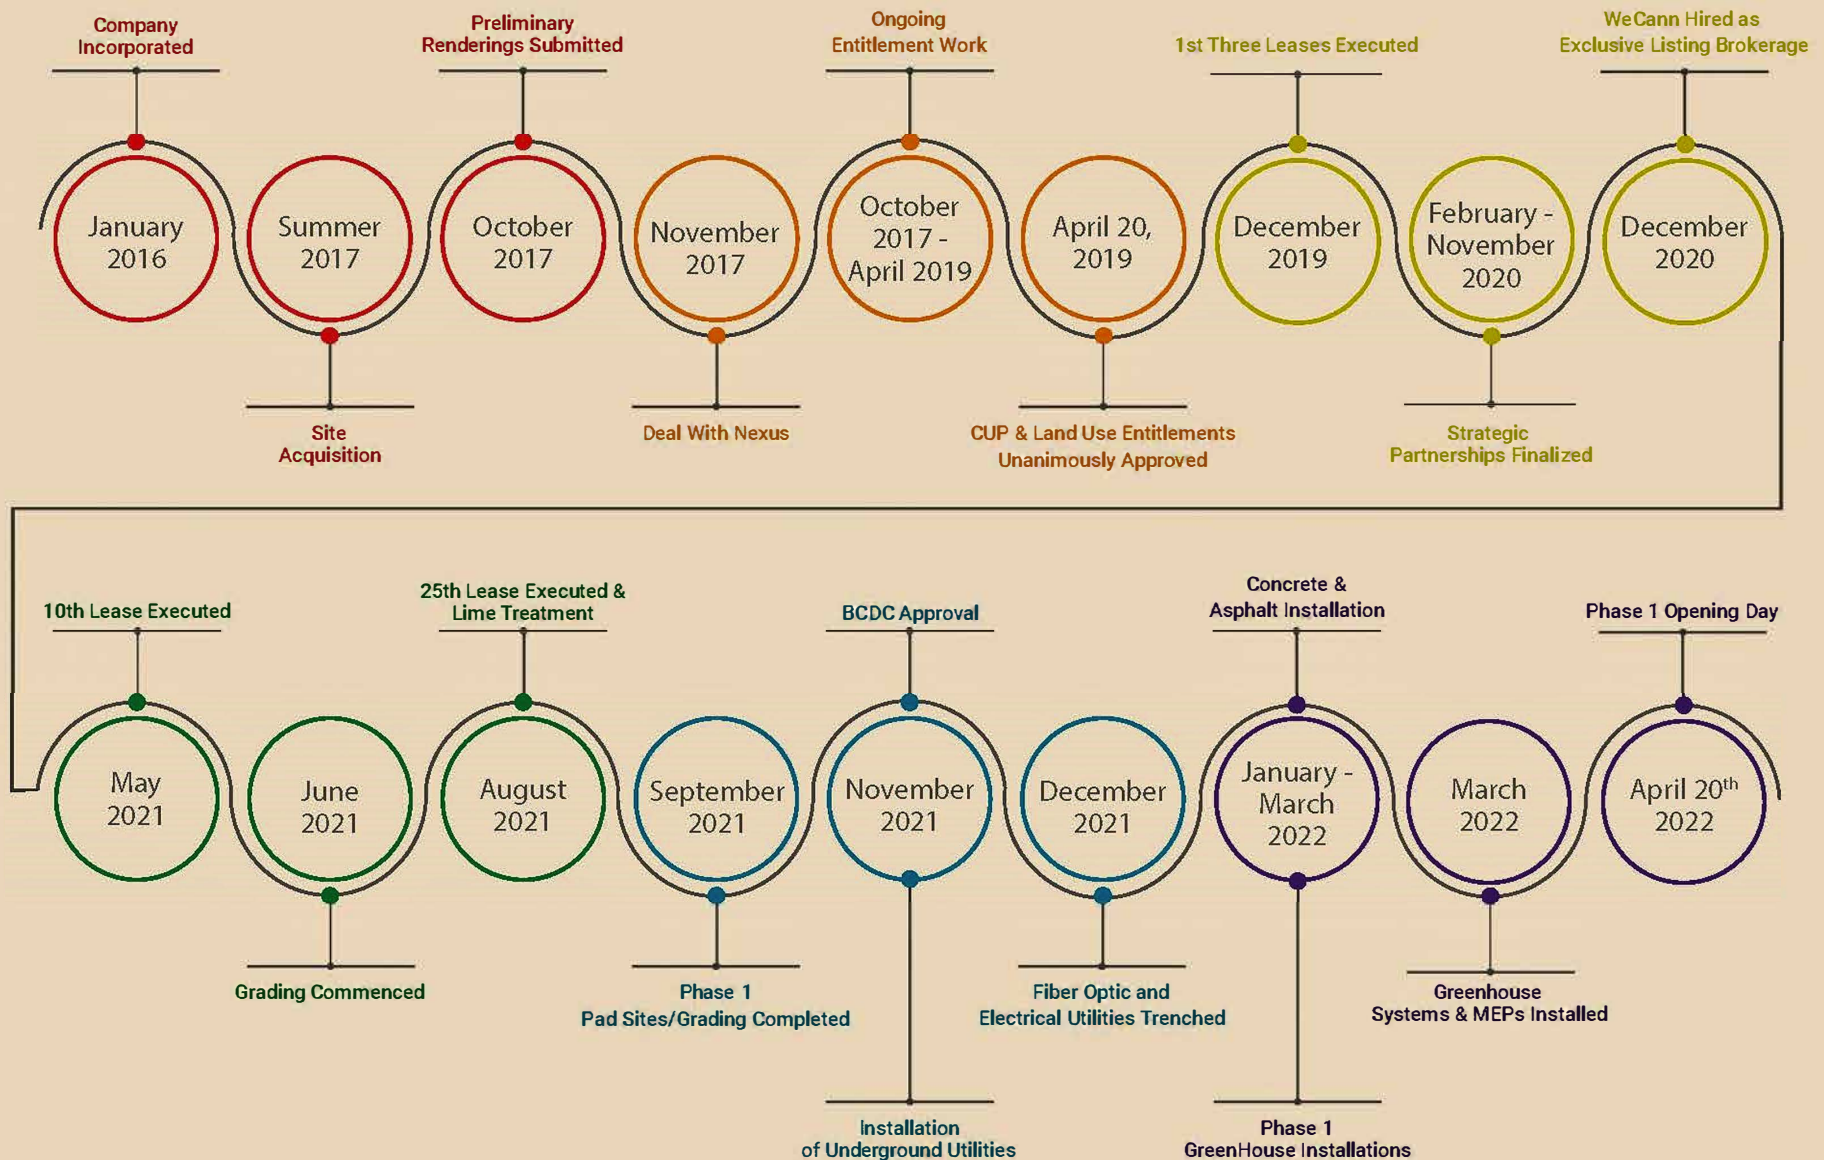 Company
Incorporated
January
2016
Summer
2017
Site
Acquisition
Preliminary
Renderings Submitted
October
2017
November
2017
Deal With Nexus
Ongoing
Entitlement Work
October
2017 -
April 2019
April 20,
2019
CUP & Land Use Entitlements
Unanimously Approved
1st Three Leases Executed
December
2019
February -
November
2020
Strategic
Partnerships Finalized
WeCann Hired as
Exclusive Listing Brokerage
December
2020
10th Lease Executed
May
2021
June
2021
Grading Commenced
25th Lease Executed &
Lime Treatment
August
2021
September
2021
Phase 1
Pad Sites/Grading Completed
BCDC Approval
November
2021
Installation
of Underground Utilities
December
2021
Fiber Optic and
Electrical Utilities Trenched
Concrete &
Asphalt Installation
January -
March
2022
Phase 1
GreenHouse Installations
March
2022
Greenhouse
Systems & MEPs Installed
Phase 1 Opening Day
April 20th
2022